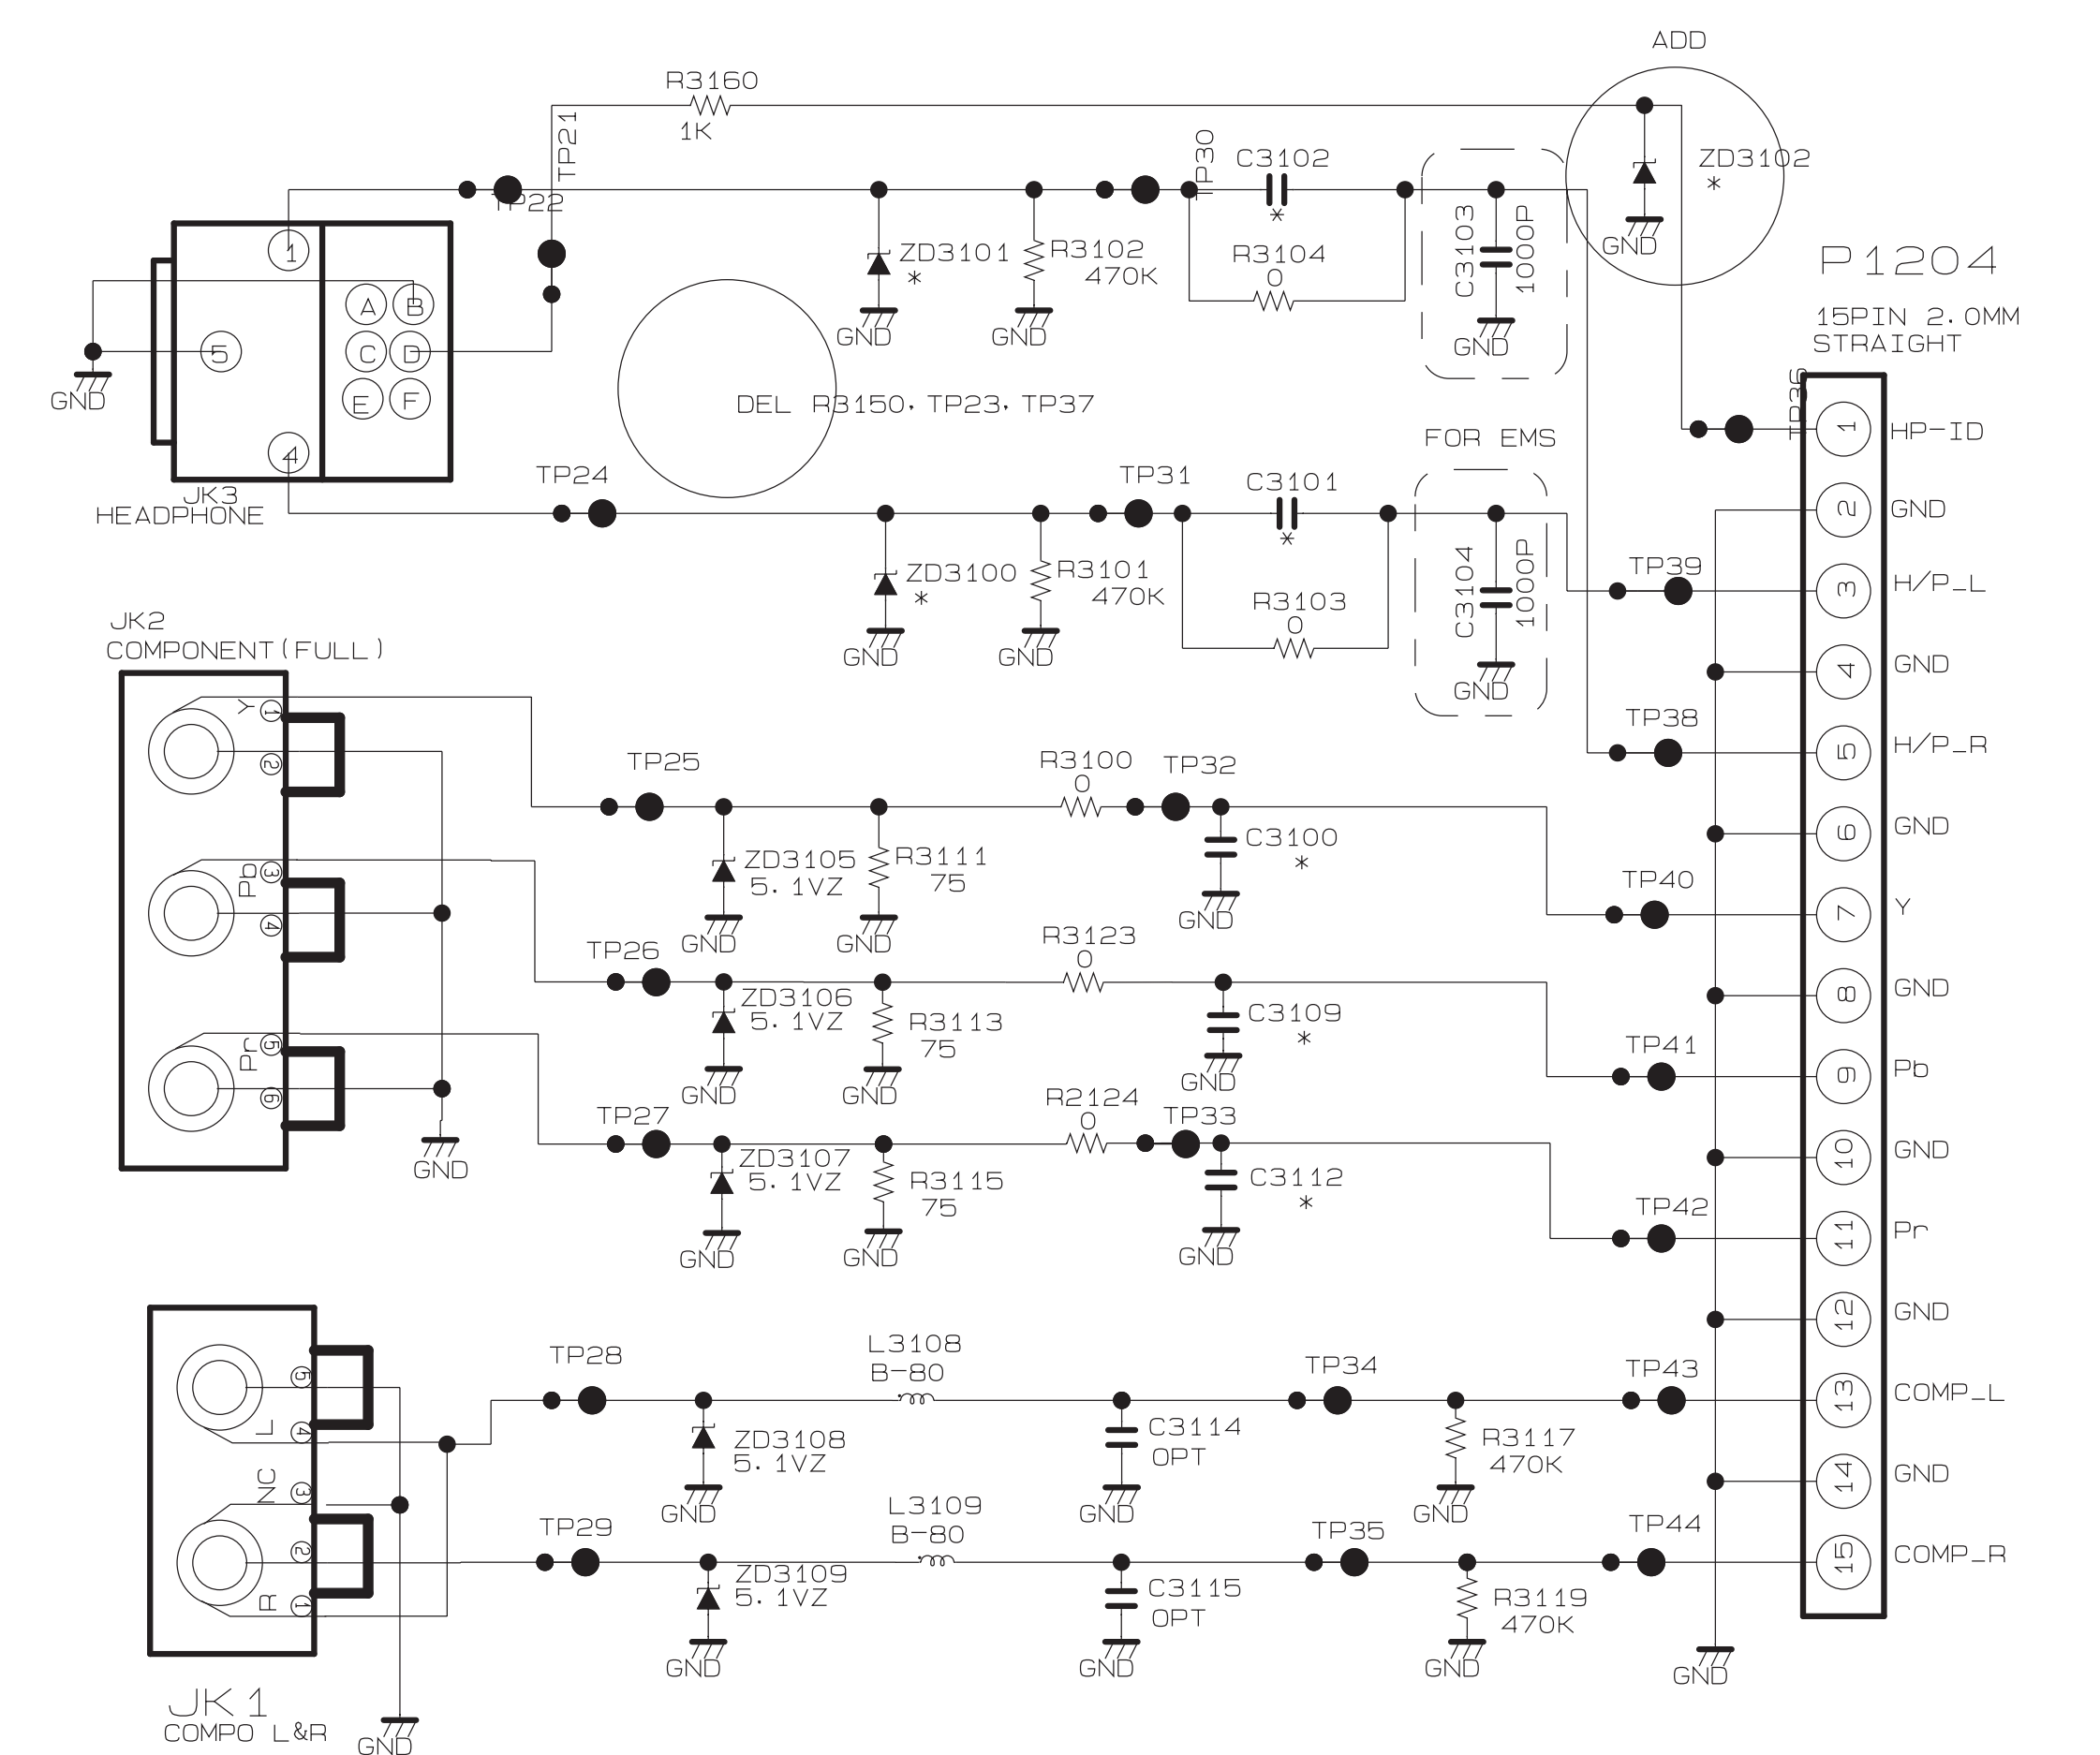 ADD
R3160
1K
TP21
TP22
TP30
C3102
*
ZD3102
*
GND
1
A
B
C
D
E
F
5
4
GND
JK3
HEADPHONE
ZD3101
*
GND
R3102
470K
GND
R3104
0
C3103
1000P
GND
P1204
15PIN 2.0MM
STRAIGHT
DEL R3150, TP23, TP37
FOR EMS
TP36
TP24
TP31
C3101
*
ZD3100
*
GND
R3101
470K
GND
R3103
0
C3104
1000P
GND
TP39
TP38
JK2
COMPONENT(FULL)
Y
1
2
Pb
3
4
Pr
5
6
GND
TP25
ZD3105
5.1VZ
GND
R3111
75
GND
R3100
0
TP32
C3100
*
GND
TP40
TP26
ZD3106
5.1VZ
GND
R3113
75
GND
R3123
0
C3109
*
GND
TP41
TP27
ZD3107
5.1VZ
GND
R3115
75
GND
R2124
0
TP33
C3112
*
GND
TP42
5
L
4
NC
3
2
R
1
JK1
COMPO L&R
GND
TP28
ZD3108
5.1VZ
GND
L3108
B-80
C3114
OPT
GND
TP34
R3117
470K
GND
TP43
TP29
ZD3109
5.1VZ
GND
L3109
B-80
C3115
OPT
GND
TP35
R3119
470K
GND
TP44
GND
1 HP-ID
2 GND
3 H/P_L
4 GND
5 H/P_R
6 GND
7 Y
8 GND
9 Pb
10 GND
11 Pr
12 GND
13 COMP_L
14 GND
15 COMP_R